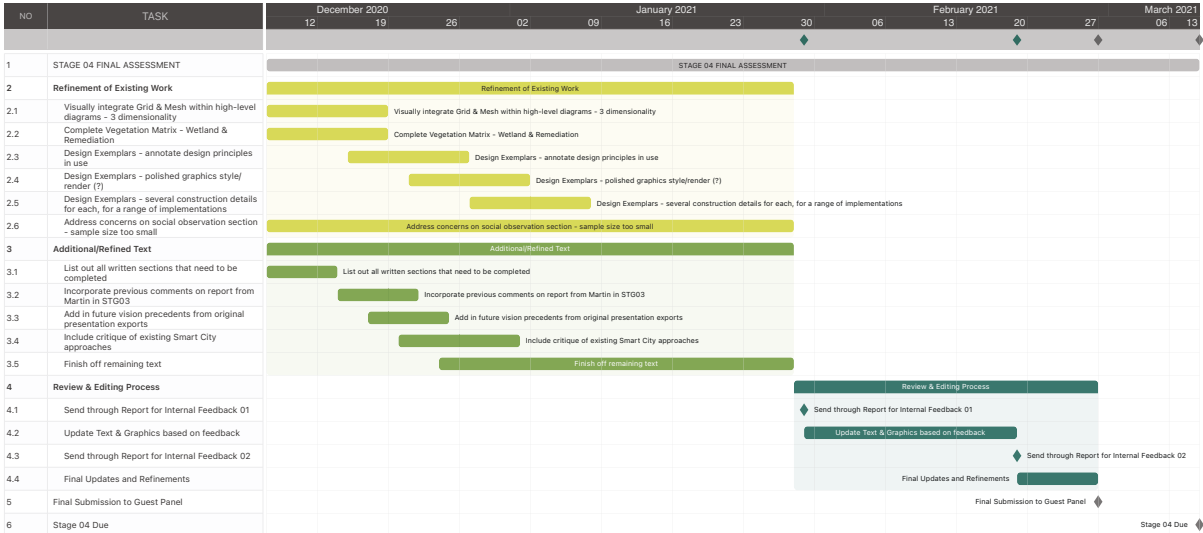 NO
TASK
December 2020
January 2021
February 2021
March 2021
12 19 26 02 09 16 23 30 06 13 20 27 06 13
1 STAGE 04 FINAL ASSESSMENT
STAGE 04 FINAL ASSESSMENT
2 Refinement of Existing Work
Refinement of Existing Work
2.1 Visually integrate Grid & Mesh within high-level
diagrams - 3 dimensionality
Visually integrate Grid & Mesh within high-level diagrams - 3 dimensionality
2.2 Complete Vegetation Matrix - Wetland &
Remediation
Complete Vegetation Matrix - Wetland & Remediation
2.3 Design Exemplars - annotate design principles
in use
Design Exemplars - annotate design principles in use
2.4 Design Exemplars - polished graphics style/
render (?)
Design Exemplars - polished graphics style/render (?)
2.5 Design Exemplars - several construction details
for each, for a range of implementations
Design Exemplars - several construction details for each, for a range of implementations
2.6 Address concerns on social observation section
- sample size too small
Address concerns on social observation section - sample size too small
3 Additional/Refined Text
Additional/Refined Text
3.1 List out all written sections that need to be
completed
List out all written sections that need to be completed
3.2 Incorporate previous comments on report from
Martin in STG03
Incorporate previous comments on report from Martin in STG03
3.3 Add in future vision precedents from original
presentation exports
Add in future vision precedents from original presentation exports
3.4 Include critique of existing Smart City
approaches
Include critique of existing Smart City approaches
3.5 Finish off remaining text
Finish off remaining text
4 Review & Editing Process
Review & Editing Process
4.1 Send through Report for Internal Feedback 01
Send through Report for Internal Feedback 01
4.2 Update Text & Graphics based on feedback
Update Text & Graphics based on feedback
4.3 Send through Report for Internal Feedback 02
Send through Report for Internal Feedback 02
4.4 Final Updates and Refinements
Final Updates and Refinements
5 Final Submission to Guest Panel
Final Submission to Guest Panel
6 Stage 04 Due
Stage 04 Due